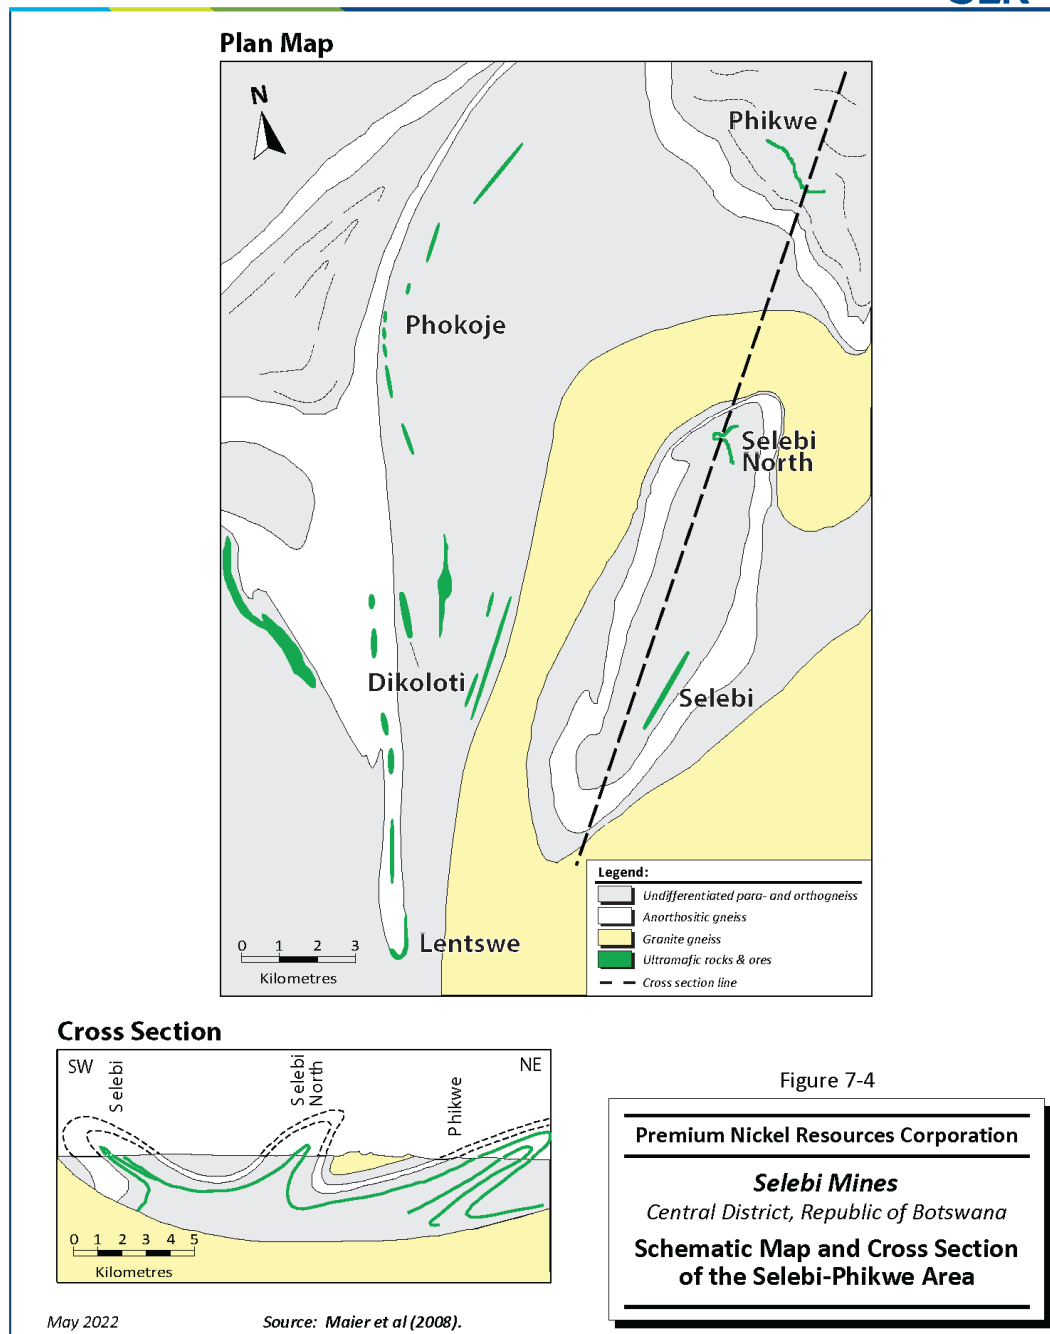 Plan Map
N
Phikwe
Phokoje
Selebi
North
Dikoloti
Selebi
Lentswe
0 1 2 3
Kilometres
Legend:
Undifferentiated para- and orthogneiss
Anorthositic gneiss
Granite gneiss
Ultramafic rocks & ores
Cross section line
Cross Section
SW
Selebi
Selebi
North
Phikwe
NE
0 1 2 3 4 5
Kilometres
Figure 7-4
Premium Nickel Resources Corporation
Selebi Mines
Central District, Republic of Botswana
Schematic Map and Cross Section
of the Selebi-Phikwe Area
May 2022
Source: Maier et al (2008).